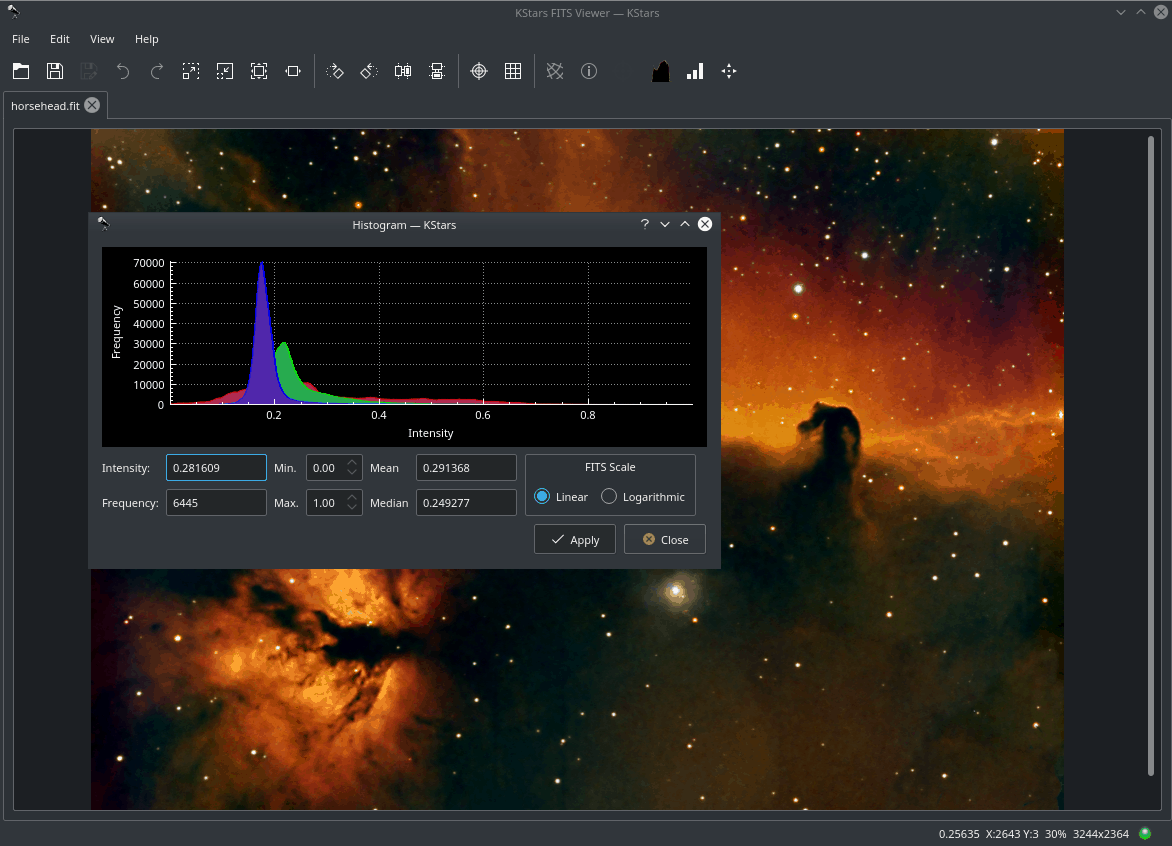 KStars FITS Viewer — KStars
File Edit View Help
horsehead.fit
Histogram — KStars
?
70000
60000
50000
40000
30000
20000
10000
0
Frequency
0.2 0.4 0.6 0.8
Intensity
Intensity: 0.281609 Min. 0.00 Mean 0.291368
Frequency: 6445 Max. 1.00 Median 0.249277
FITS Scale
Linear Logarithmic
Apply Close
0.25635 X:2643 Y:3 30% 3244x2364